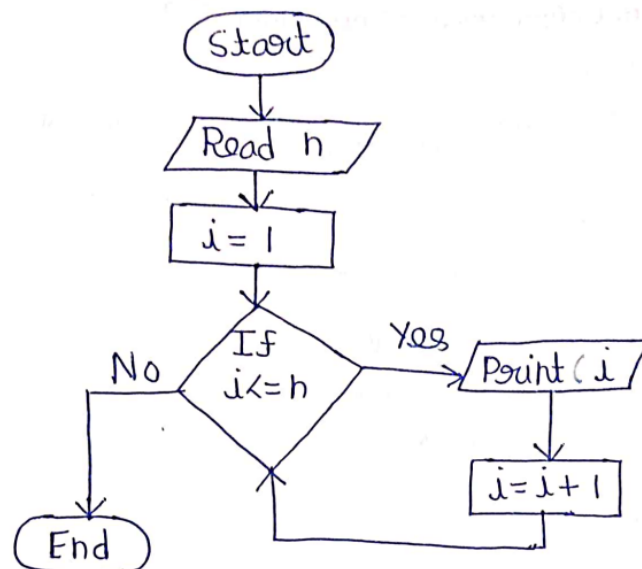 Start
Read n
i = 1
If
i<=n
Yes
No
Print( i
i=i+1
End